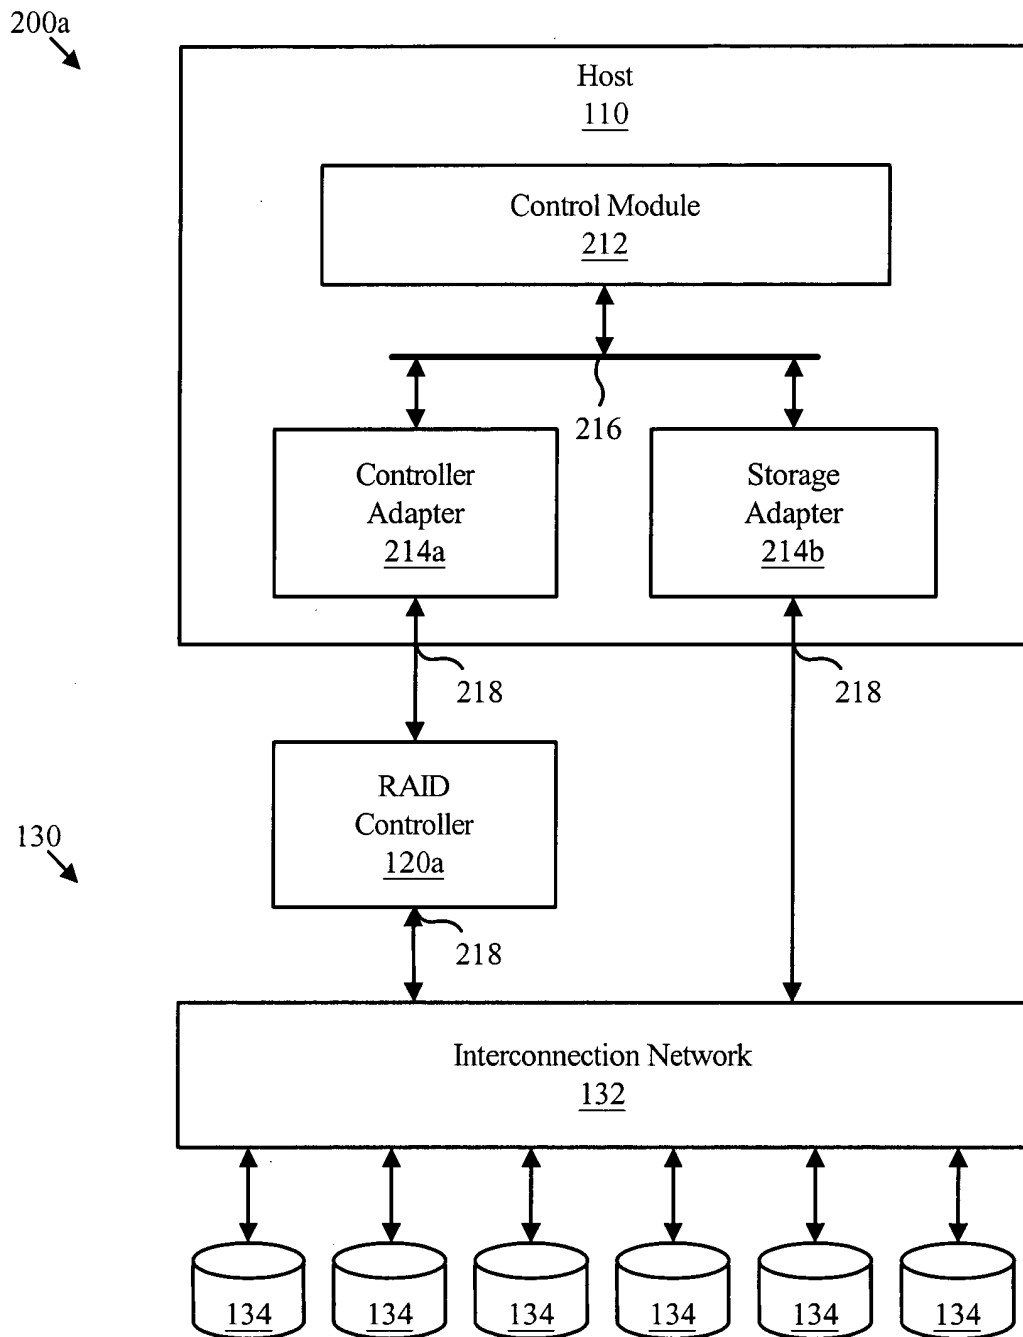 200a
Host
110
Control Module
212
216
Controller
Adapter
214a
Storage
Adapter
214b
218
218
RAID
Controller
120a
130
218
Interconnection Network
132
134
134
134
134
134
134